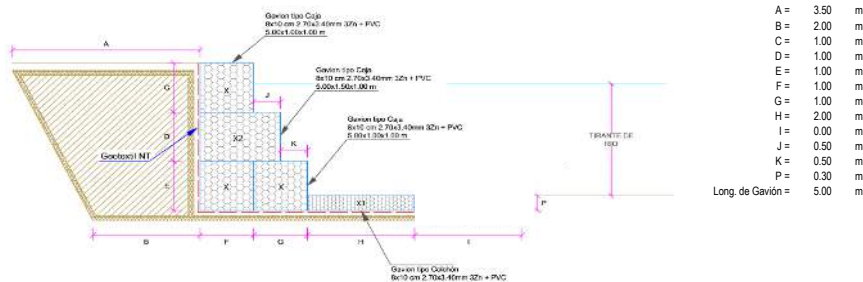 Gavion tipo Caja
8x10 cm 2.70x3.40mm 3Zn + PVC
5.00x1.00x1.00 m
A
Gavion tipo Caja
8x10 cm 2.70x3.40mm 3Zn + PVC
5.00x1.50x1.00 m
C
X
J
Gavion tipo Caja
8x10 cm 2.70x3.40mm 3Zn + PVC
5.00x1.00x1.00 m
D
X2
K
TIRANTE DE
RIO
Geotextil NT
E
X
X
X3
P
B
F
G
H
I
Gavion tipo Colchón
8x10 cm 2.70x3.40mm 3Zn + PVC
A = 3.50 m
B = 2.00 m
C = 1.00 m
D = 1.00 m
E = 1.00 m
F = 1.00 m
G = 1.00 m
H = 2.00 m
I = 0.00 m
J = 0.50 m
K = 0.50 m
P = 0.30 m
Long. de Gavión = 5.00 m